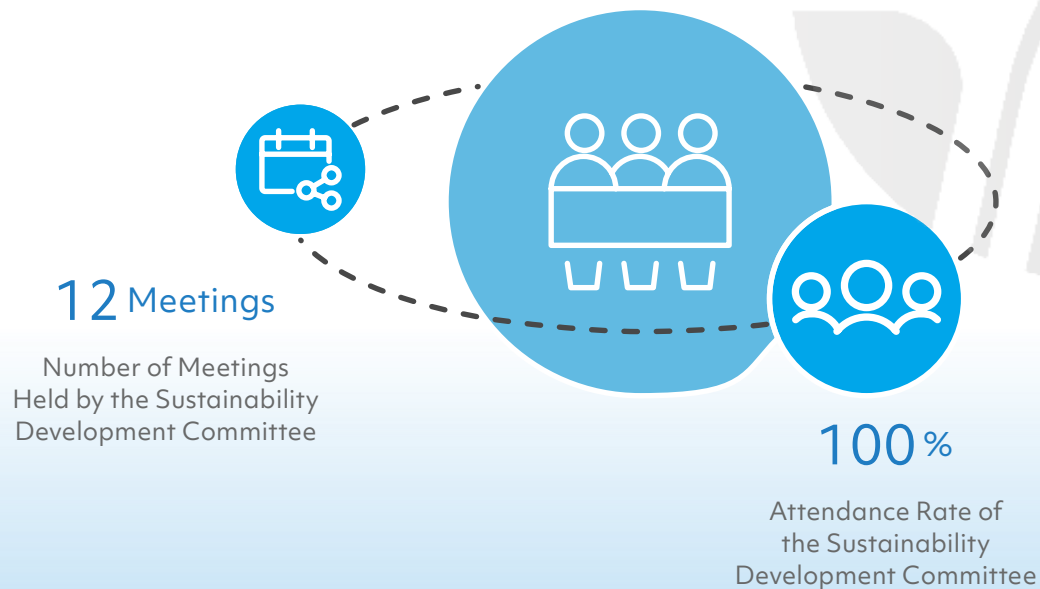 12 Meetings
Number of Meetings
Held by the Sustainability
Development Committee
100 %
Attendance Rate of
the Sustainability
Development Committee